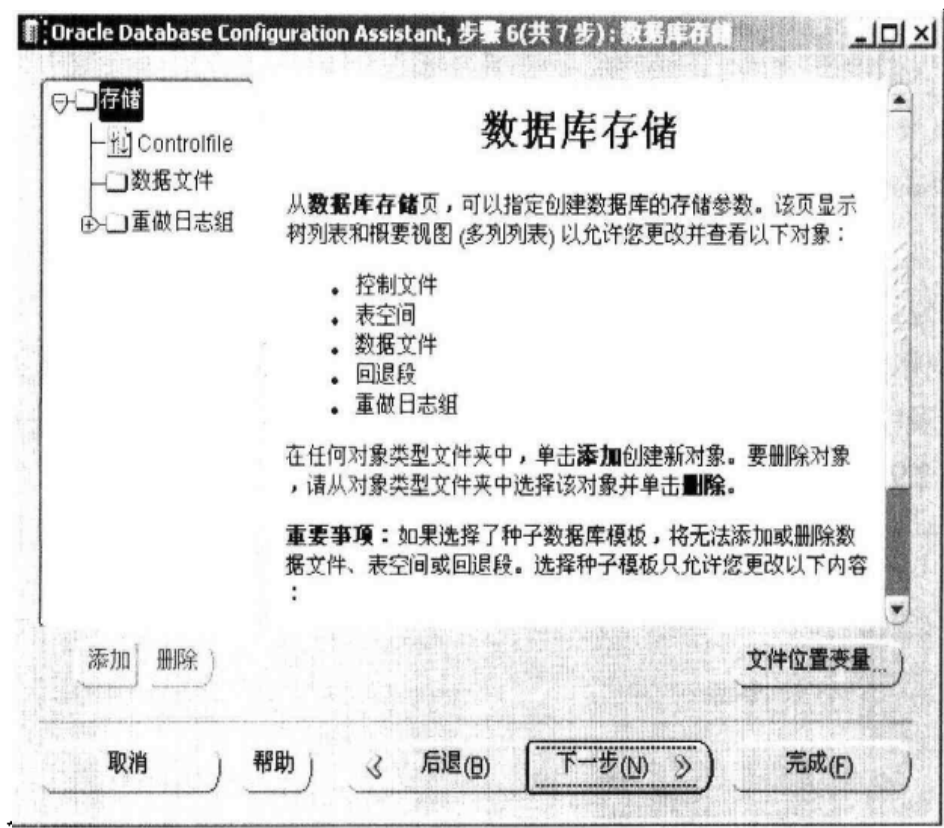 Oracle Database Configuration Assistant, 步骤 6(共 7 步) : 数据库存储
存储
Controlfile
数据文件
重做日志组
数据库存储
从数据库存储页，可以指定创建数据库的存储参数。该页显示
树列表和概要视图 (多列列表) 以允许您更改并查看以下对象：
• 控制文件
• 表空间
• 数据文件
• 回退段
• 重做日志组
在任何对象类型文件夹中，单击添加创建新对象。要删除对象
，请从对象类型文件夹中选择该对象并单击删除。
重要事项：如果选择了种子数据库模板，将无法添加或删除数
据文件、表空间或回退段。选择种子模板只允许您更改以下内容
：
添加 删除 文件位置变量...
取消 帮助 后退(B) 下一步(N) 完成(F)